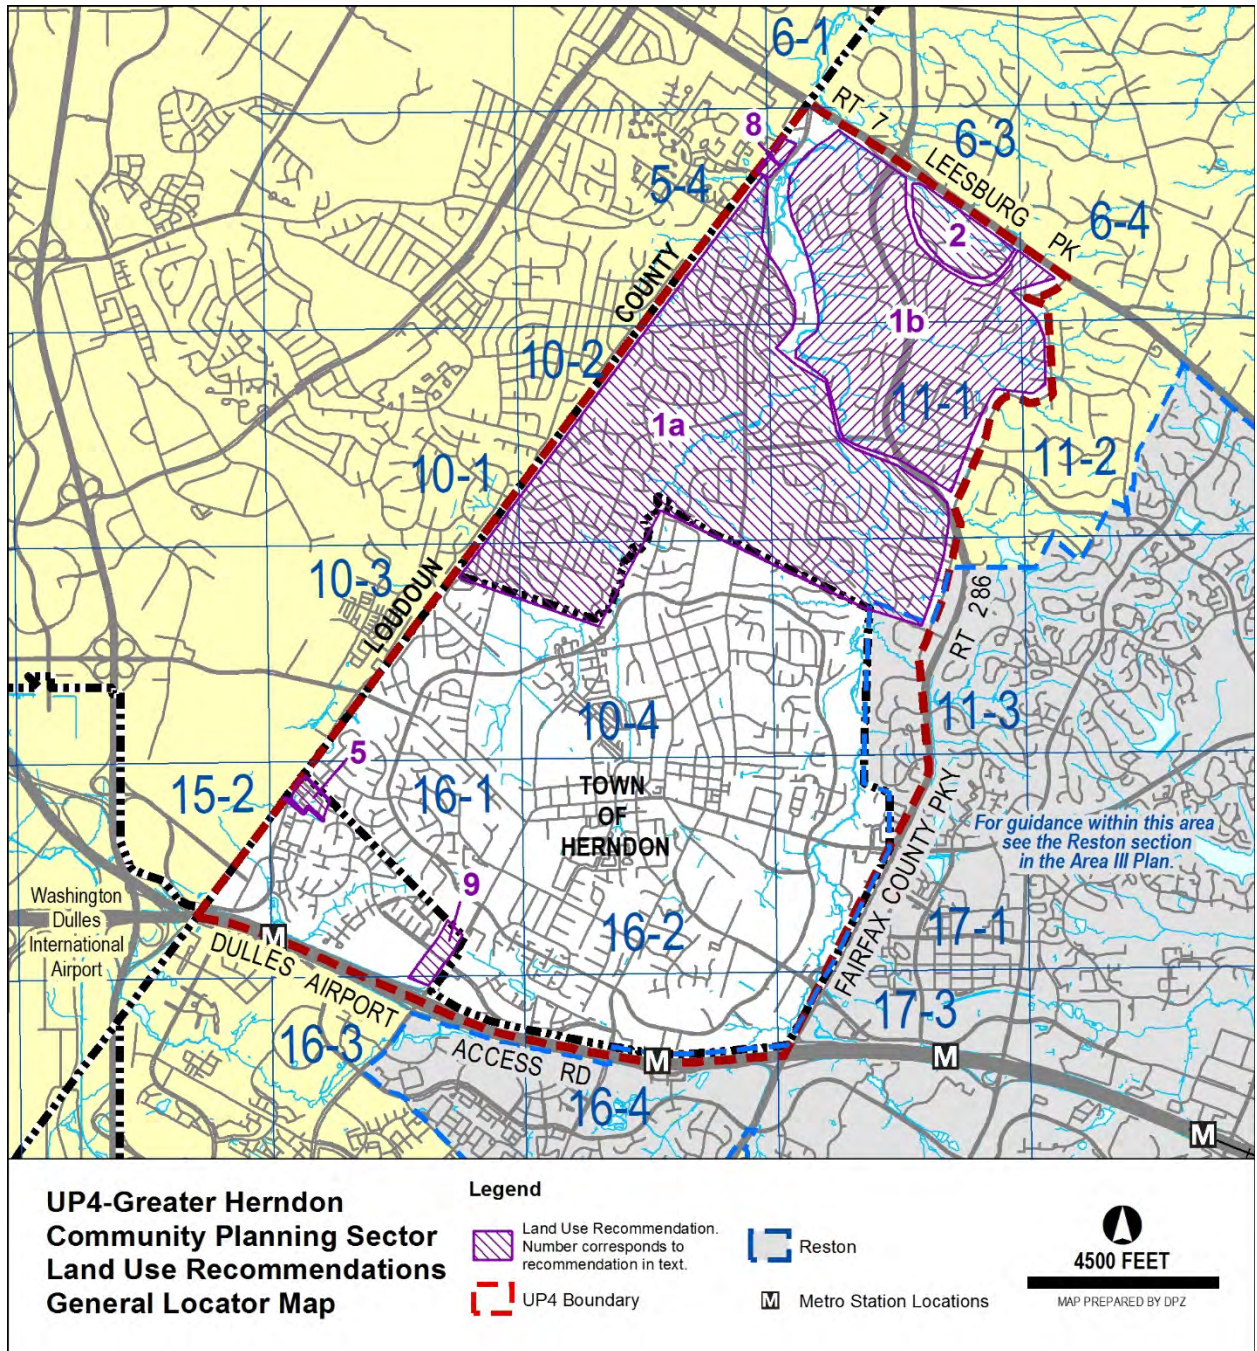 6-1
RT 7
8
6-3
LEESBURG
5-4
PK
6-4
2
COUNTY
1b
10-2
11-1
1a
11-2
10-1
10-3
LOUDOUN
RT 286
11-3
10-4
5
15-2
16-1
TOWN
OF
HERNDON
FAIRFAX COUNTY PKY
For guidance within this area
see the Reston section
in the Area III Plan.
9
Washington
Dulles
International
Airport
16-2
17-1
M
DULLES AIRPORT
17-3
16-3
ACCESS RD
M
M
16-4
M
UP4-Greater Herndon
Community Planning Sector
Land Use Recommendations
General Locator Map
Legend
Land Use Recommendation.
Number corresponds to
recommendation in text.
UP4 Boundary
Reston
M Metro Station Locations
4500 FEET
MAP PREPARED BY DPZ